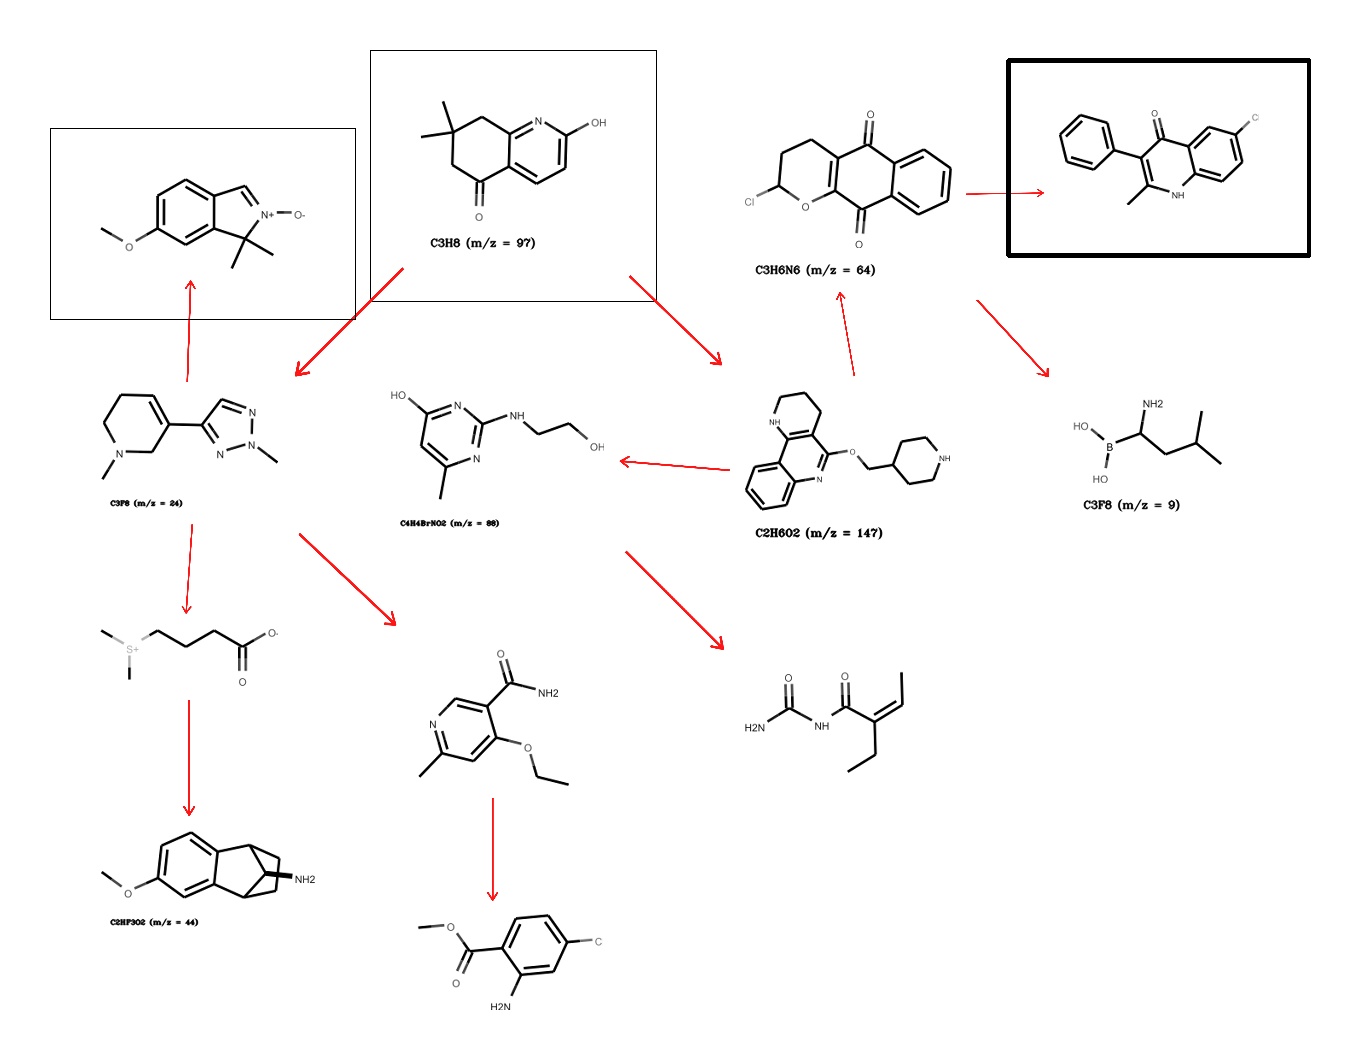 N+
O-
O
N
OH
O
C3H8 (m/z = 97)
O
Cl
O
O
C3H6N6 (m/z = 64)
O
Cl
NH
N
N
N
N
N
C3F8 (m/z = 24)
HO
N
NH
OH
N
C4H4BrNO2 (m/z = 88)
NH
O
NH
N
C2H6O2 (m/z = 147)
NH2
HO
B
HO
C3F8 (m/z = 9)
S+
O-
O
O
NH2
N
O
O
O
H2N
NH
O
NH2
C2HF3O2 (m/z = 44)
O
C
O
H2N